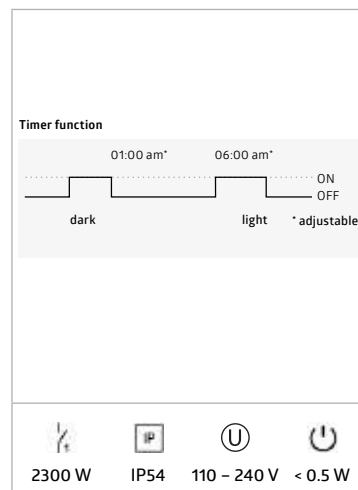 Timer function
01:00 am* 06:00 am*
ON
OFF
dark light * adjustable
IP U
2300 W IP54 110 – 240 V < 0.5 W